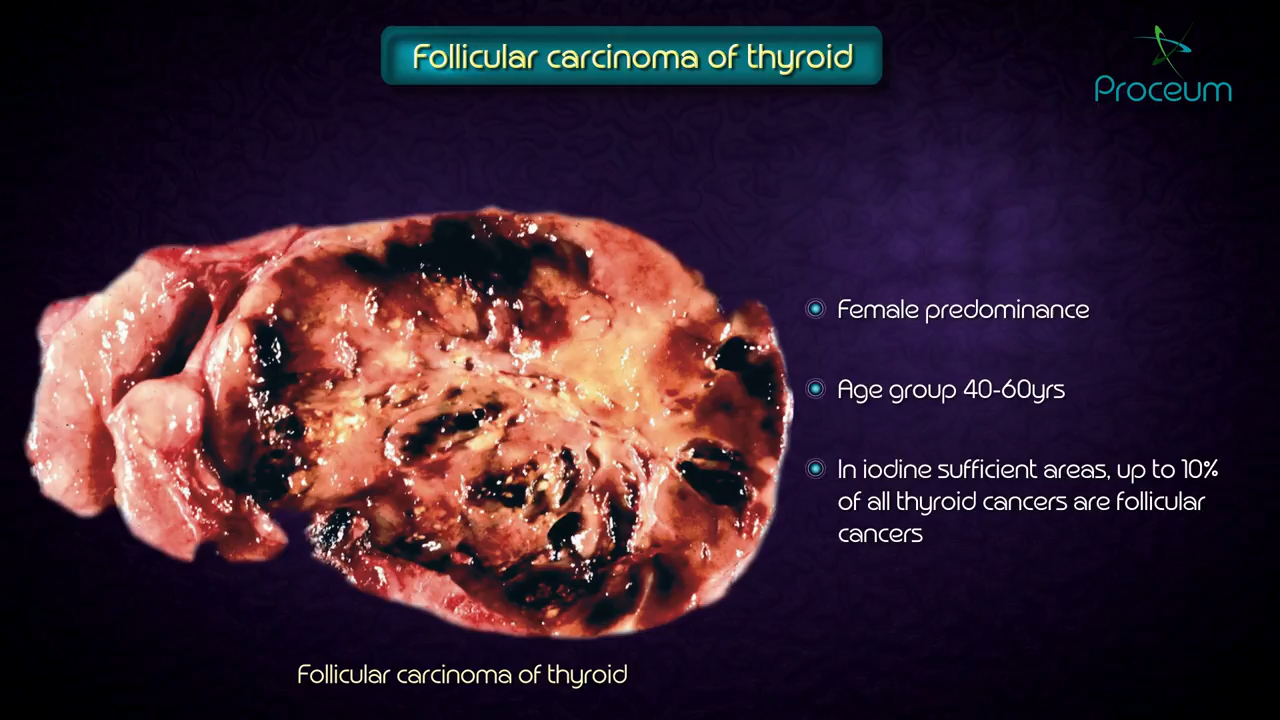 Follicular carcinoma of thyroid
Proceum
Female predominance
Age group 40-60yrs
In iodine sufficient areas, up to 10%
of all thyroid cancers are follicular
cancers
Follicular carcinoma of thyroid